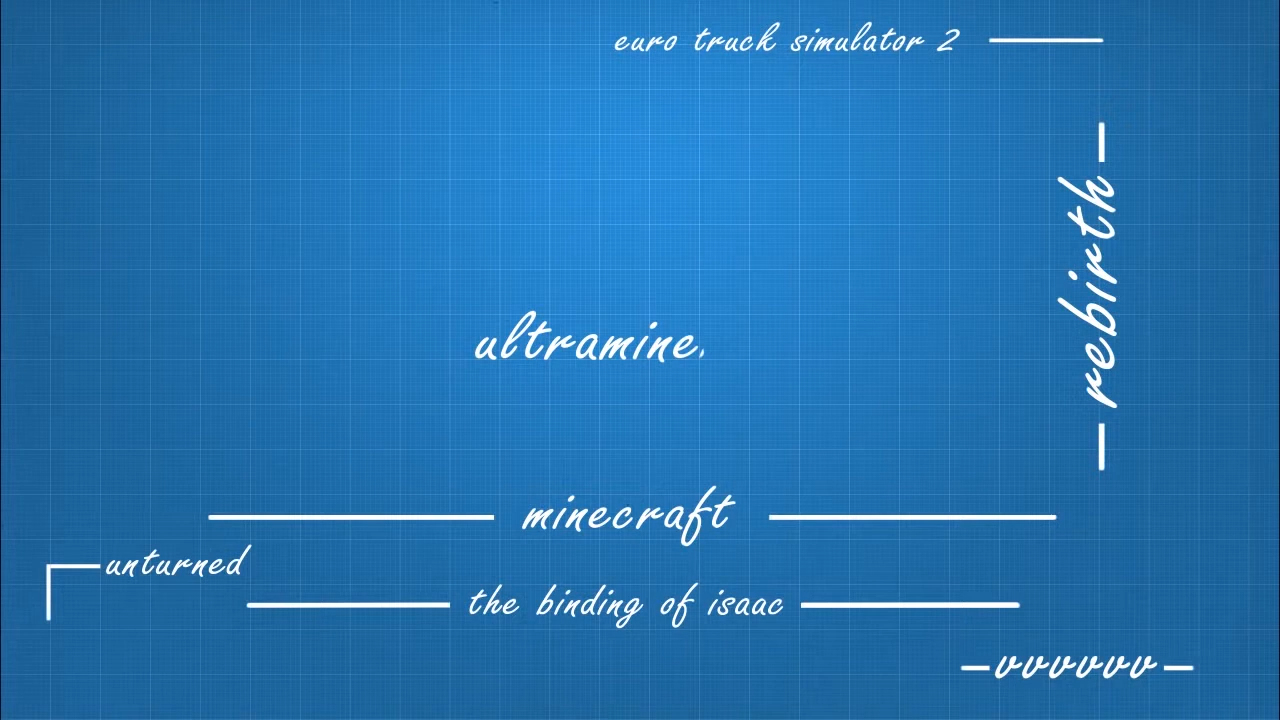 euro truck simulator 2
rebirth
ultramine.
minecraft
unturned
the binding of isaac
vvvvvv